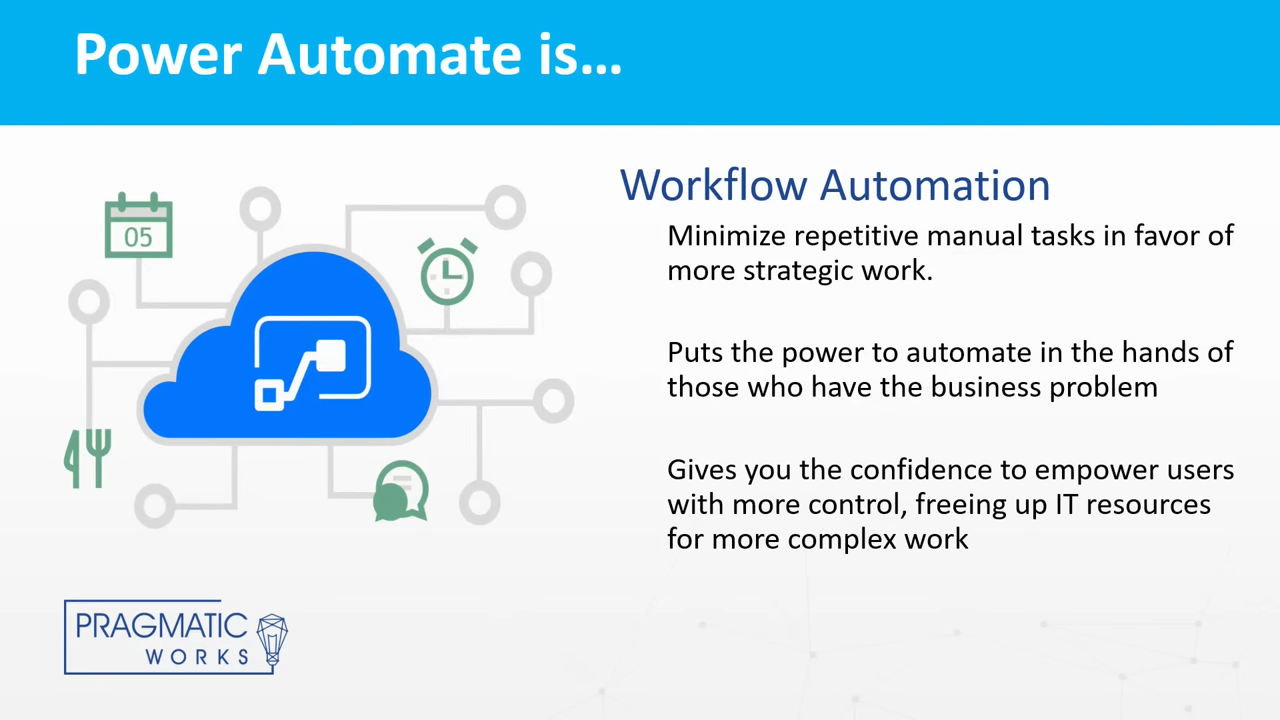 Power Automate is...
05
Workflow Automation
Minimize repetitive manual tasks in favor of
more strategic work.
Puts the power to automate in the hands of
those who have the business problem
Gives you the confidence to empower users
with more control, freeing up IT resources
for more complex work
PRAGMATIC
WORKS